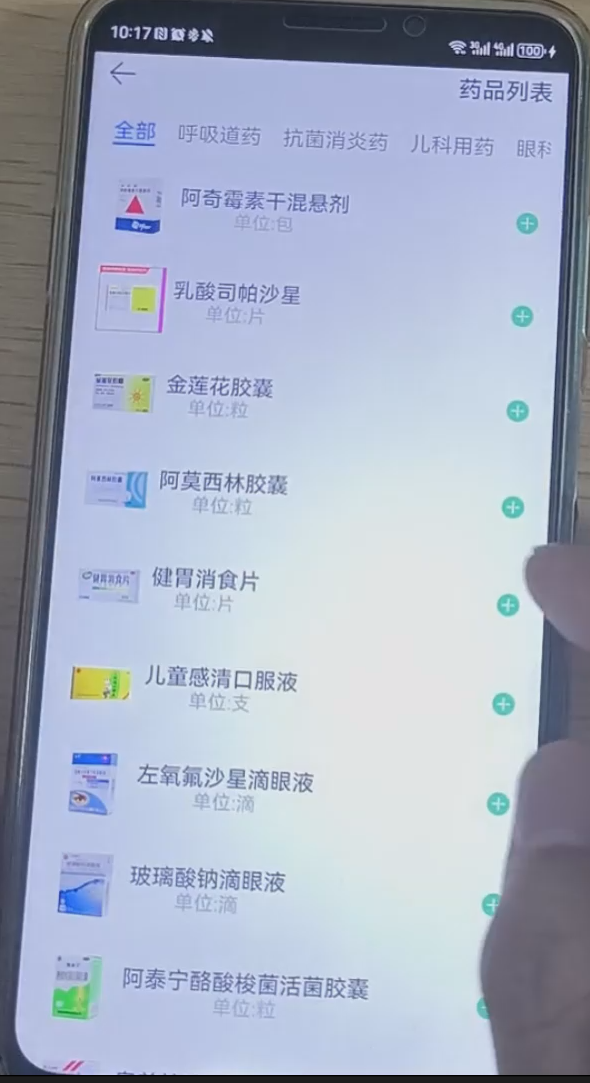 10:17
100
药品列表
全部 呼吸道药 抗菌消炎药 儿科用药 眼科
阿奇霉素干混悬剂
单位:包
乳酸司帕沙星
单位:片
金莲花胶囊
单位:粒
阿莫西林胶囊
单位:粒
健胃消食片
单位:片
儿童感清口服液
单位:支
左氧氟沙星滴眼液
单位:滴
玻璃酸钠滴眼液
单位:滴
阿泰宁酪酸梭菌活菌胶囊
单位:粒